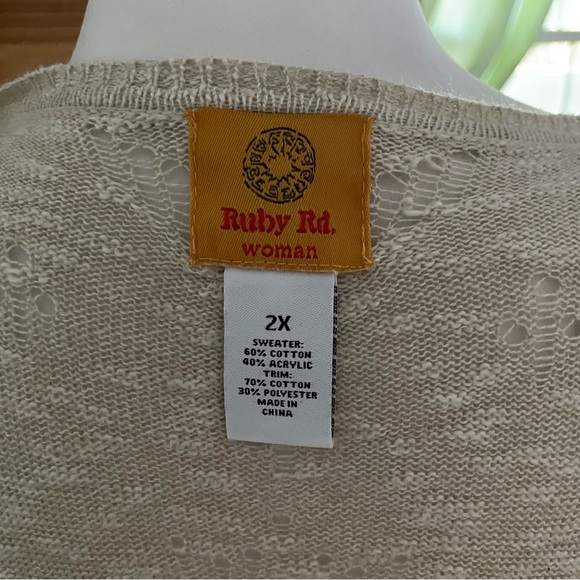 Ruby Rd.
woman
2X
SWEATER:
60% COTTON
40% ACRYLIC
TRIM:
70% COTTON
30% POLYESTER
MADE IN
CHINA